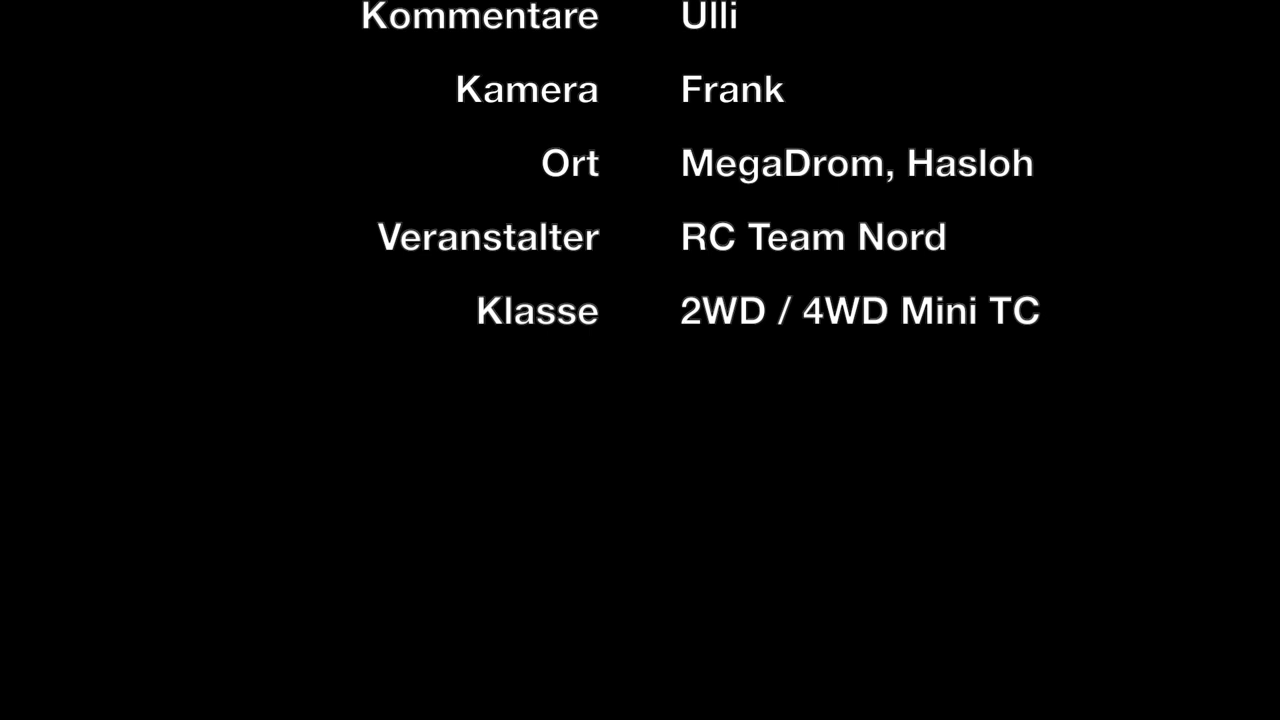 Kommentare Ulli
Kamera Frank
Ort MegaDrom, Hasloh
Veranstalter RC Team Nord
Klasse 2WD / 4WD Mini TC